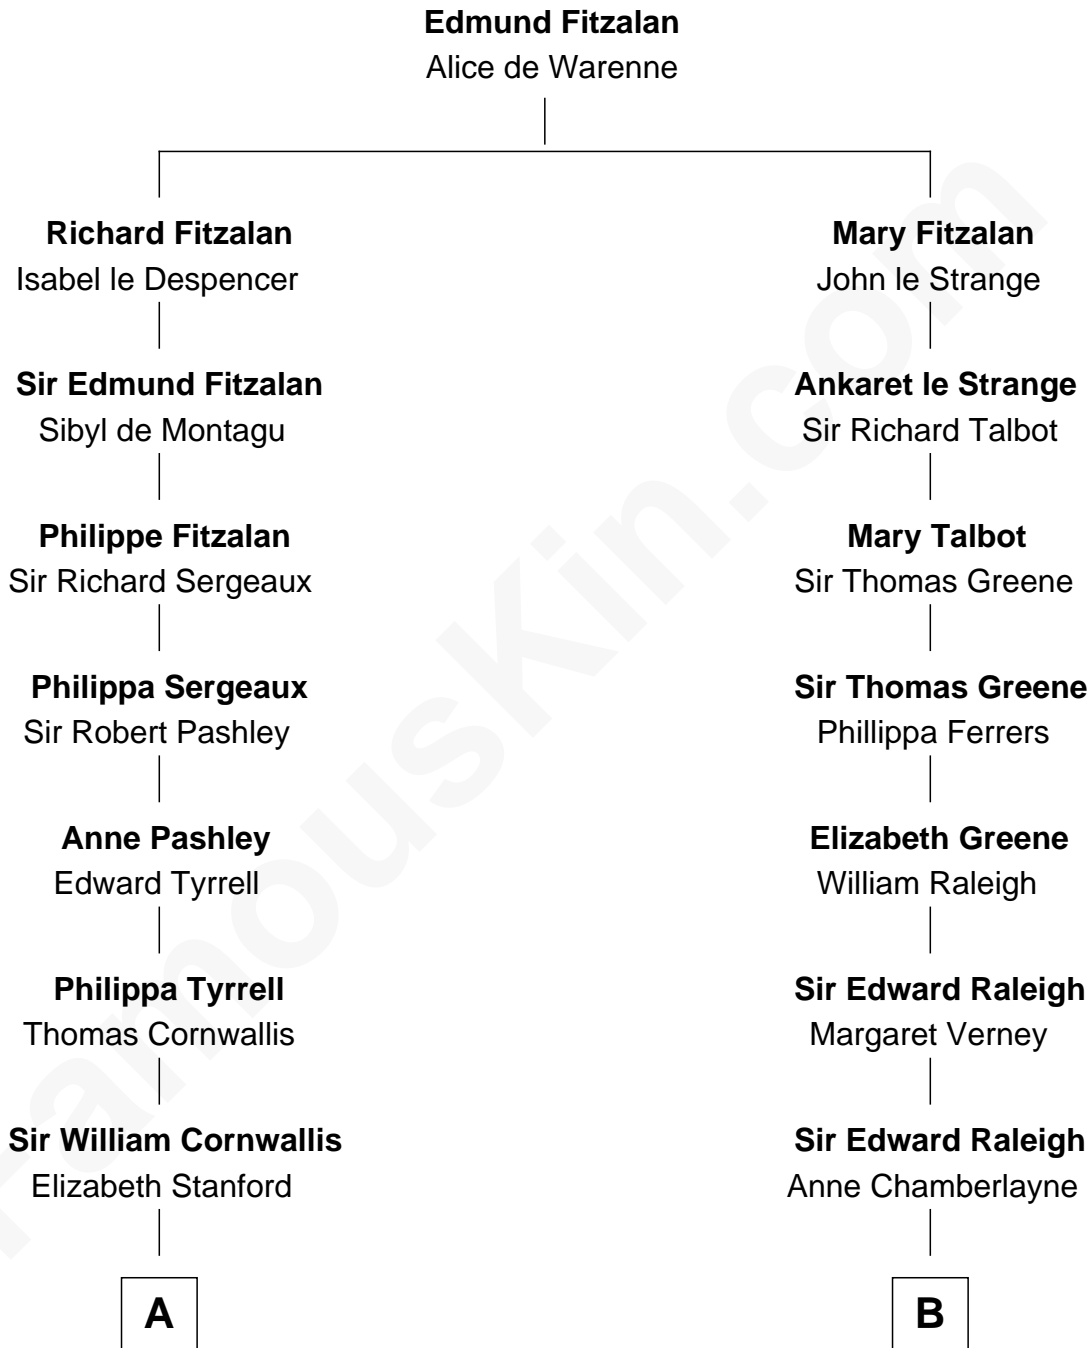 Edmund Fitzalan
Alice de Warenne
Richard Fitzalan
Isabel le Despencer
Mary Fitzalan
John le Strange
Sir Edmund Fitzalan
Sibyl de Montagu
Ankaret le Strange
Sir Richard Talbot
Philippe Fitzalan
Sir Richard Sergeaux
Mary Talbot
Sir Thomas Greene
Philippa Sergeaux
Sir Robert Pashley
Sir Thomas Greene
Phillippa Ferrers
Anne Pashley
Edward Tyrrell
Elizabeth Greene
William Raleigh
Philippa Tyrrell
Thomas Cornwallis
Sir Edward Raleigh
Margaret Verney
Sir William Cornwallis
Elizabeth Stanford
Sir Edward Raleigh
Anne Chamberlayne
A
B
FamousKin.com